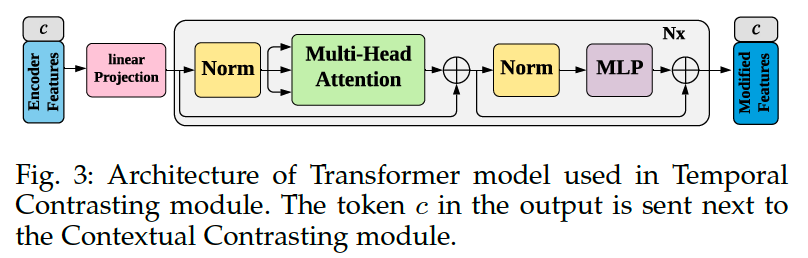 c
Encoder
Features
linear
Projection
Norm
Multi-Head
Attention
Norm
MLP
Nx
c
Modified
Features
Fig. 3: Architecture of Transformer model used in Temporal
Contrasting module. The token c in the output is sent next to
the Contextual Contrasting module.